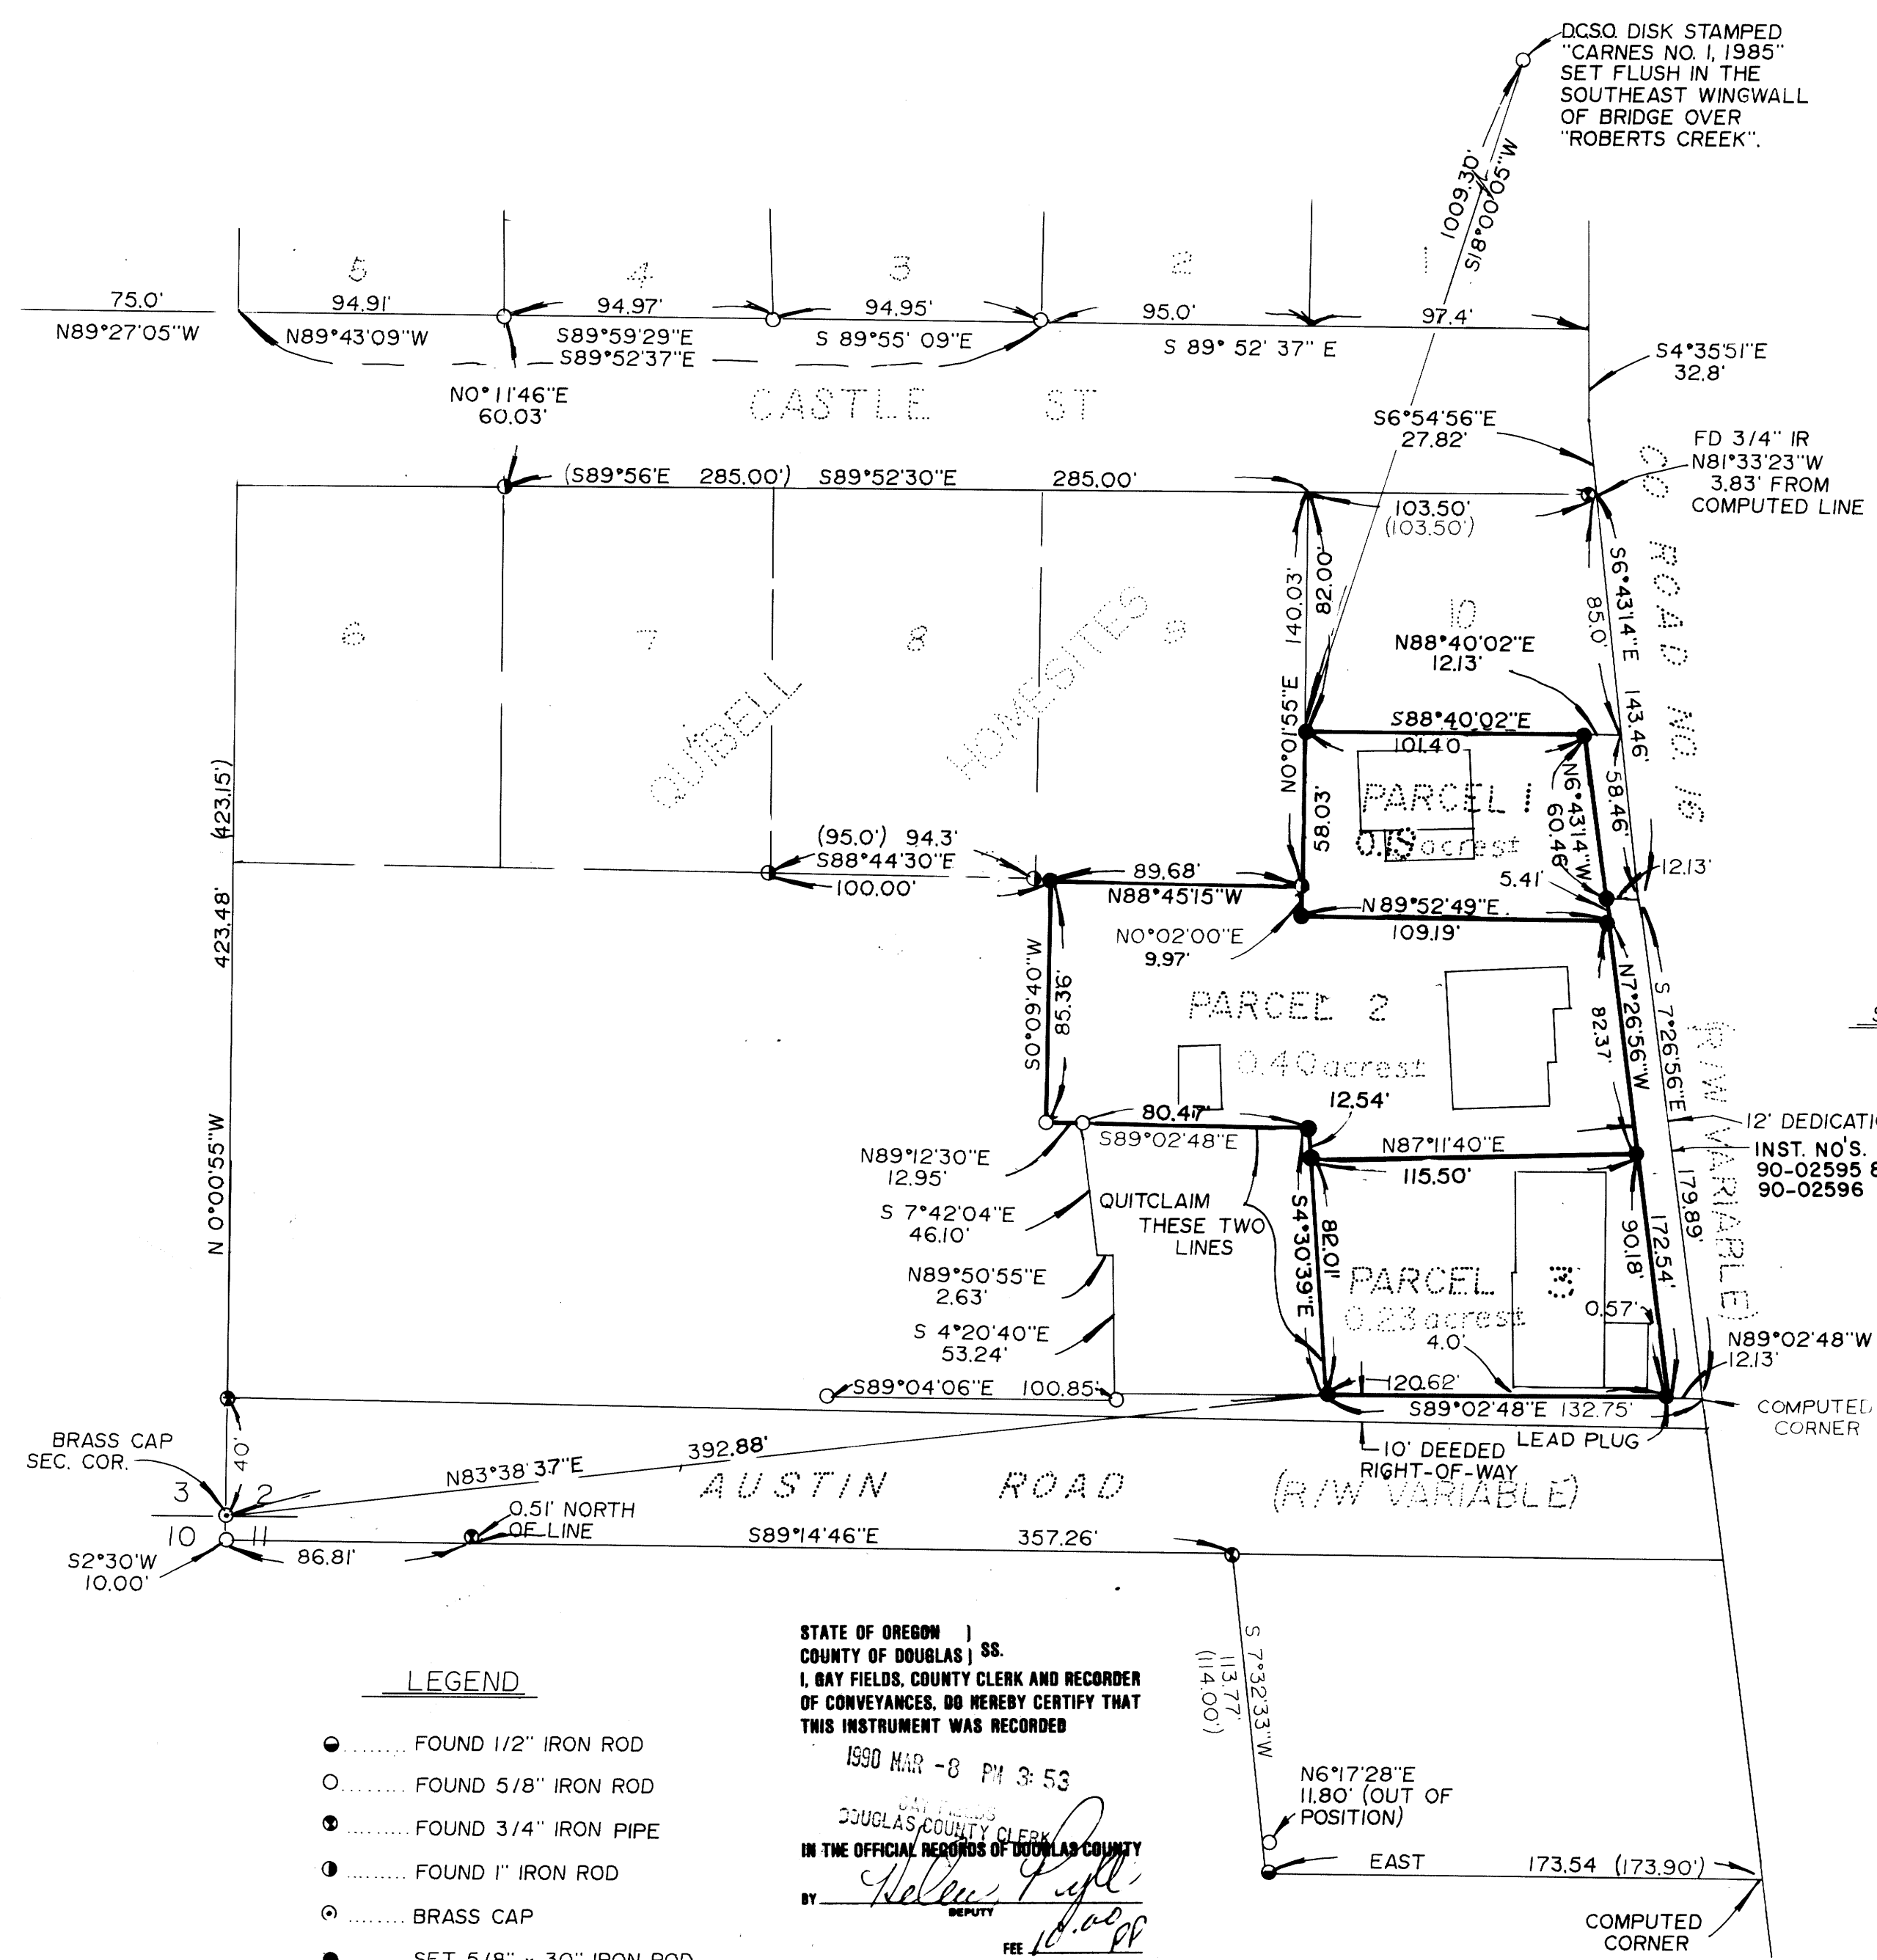 D.C.S.O. DISK STAMPED
"CARNES NO. 1, 1985"
SET FLUSH IN THE
SOUTHEAST WINGWALL
OF BRIDGE OVER
"ROBERTS CREEK".
1009.30'
S18°00'05"W
5
4
3
2
1
75.0'
94.91'
94.97'
94.95'
95.0'
97.4'
N89°27'05"W
N89°43'09"W
S89°59'29"E
S 89°55' 09"E
S 89° 52' 37" E
S89°52'37"E
S4°35'51"E
32.8'
N0°11'46"E
60.03'
CASTLE ST
S6°54'56"E
27.82'
FD 3/4" IR
N81°33'23"W
3.83' FROM
COMPUTED LINE
(S89°56'E 285.00') S89°52'30"E 285.00'
103.50'
(103.50')
CO ROAD NO. 16
(R/W VARIABLE)
S6°43'14"E 143.46'
85.0'
140.03'
82.00'
N0°01'55"E
58.03'
6
7
8
9
10
QUIBELL HOMESITES
N88°40'02"E
12.13'
S88°40'02"E
101.40
PARCEL 1
0.15 acres±
N6°43'14"W
60.46'
58.46'
12.13'
5.41'
(423.15')
423.48'
N 0°00'55"W
(95.0') 94.3'
S88°44'30"E
100.00'
89.68'
N88°45'15"W
N89°52'49"E
109.19'
N0°02'00"E
9.97'
S0°09'40"W
85.36'
PARCEL 2
0.40 acres±
N7°26'56"W
82.37'
S 7°26'56"E
179.89'
12' DEDICATI
INST. NO'S.
90-02595 &
90-02596
80.47'
S89°02'48"E
12.54'
N87°11'40"E
115.50'
N89°12'30"E
12.95'
S 7°42'04"E
46.10'
QUITCLAIM
THESE TWO
LINES
N89°50'55"E
2.63'
S 4°20'40"E
53.24'
S4°30'39"E
82.01'
PARCEL 3
0.23 acres±
4.0'
0.57'
90.18'
172.54'
N89°02'48"W
12.13'
S89°04'06"E 100.85'
120.62'
S89°02'48"E 132.75'
COMPUTED
CORNER
LEAD PLUG
10' DEEDED
RIGHT-OF-WAY
BRASS CAP
SEC. COR.
40'
3
2
10
11
N83°38'37"E
392.88'
AUSTIN ROAD (R/W VARIABLE)
0.51' NORTH
OF LINE
S2°30'W
10.00'
86.81'
S89°14'46"E 357.26'
S 7°32'33"W
113.77'
(114.00')
N6°17'28"E
11.80' (OUT OF
POSITION)
EAST 173.54 (173.90')
COMPUTED
CORNER
LEGEND
FOUND 1/2" IRON ROD
FOUND 5/8" IRON ROD
FOUND 3/4" IRON PIPE
FOUND 1" IRON ROD
BRASS CAP
SET 5/8" x 30" IRON ROD
STATE OF OREGON )
COUNTY OF DOUGLAS ) SS.
I, GAY FIELDS, COUNTY CLERK AND RECORDER
OF CONVEYANCES, DO HEREBY CERTIFY THAT
THIS INSTRUMENT WAS RECORDED
1990 MAR -8 PM 3:53
GAY FIELDS
DOUGLAS COUNTY CLERK
IN THE OFFICIAL RECORDS OF DOUGLAS COUNTY
BY
DEPUTY
FEE 10.00